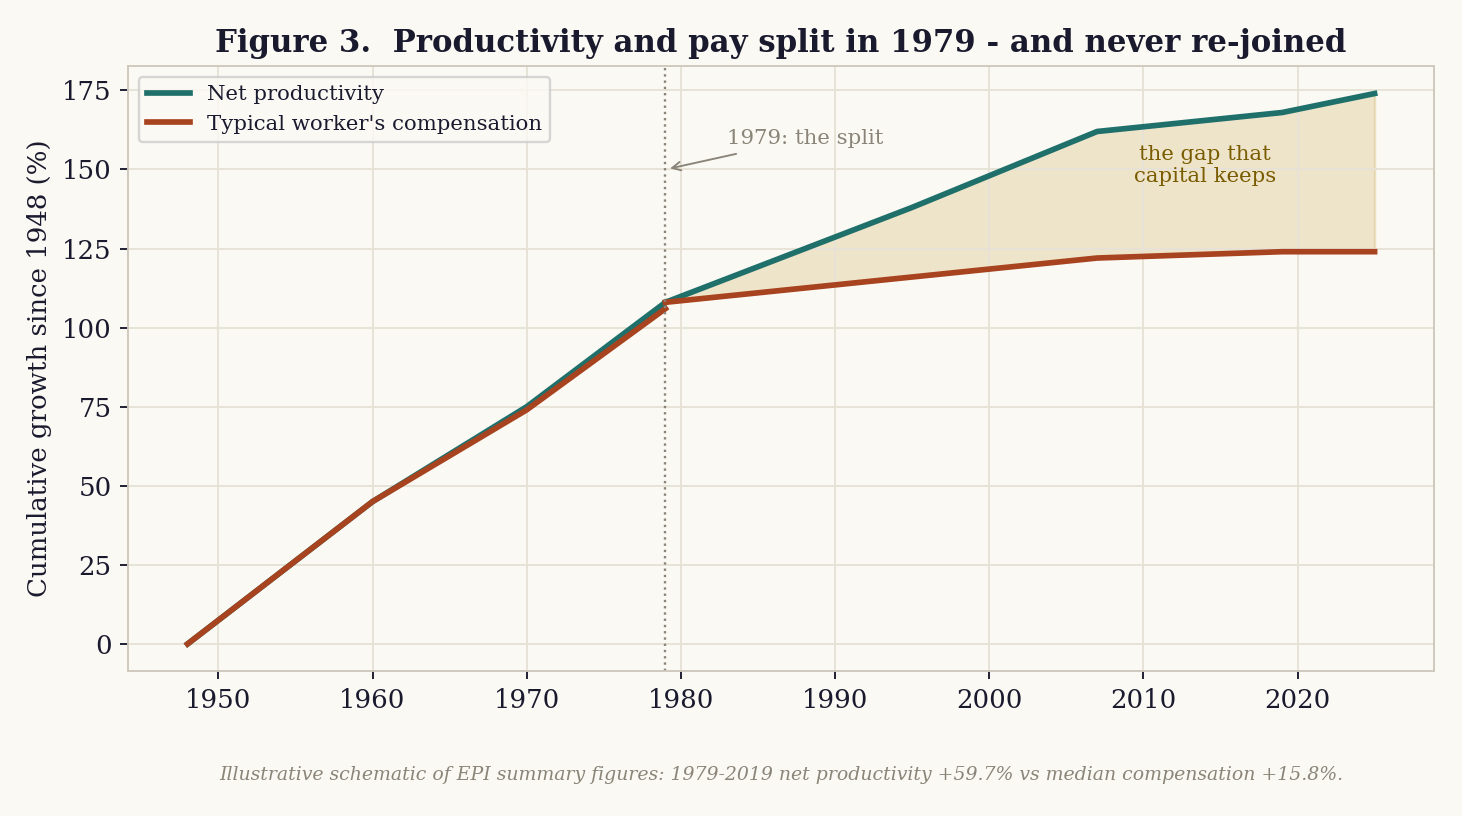 Figure 3.  Productivity and pay split in 1979 - and never re-joined
Net productivity
Typical worker's compensation
1979: the split
the gap that
capital keeps
Cumulative growth since 1948 (%)
175
150
125
100
75
50
25
0
1950 1960 1970 1980 1990 2000 2010 2020
Illustrative schematic of EPI summary figures: 1979-2019 net productivity +59.7% vs median compensation +15.8%.